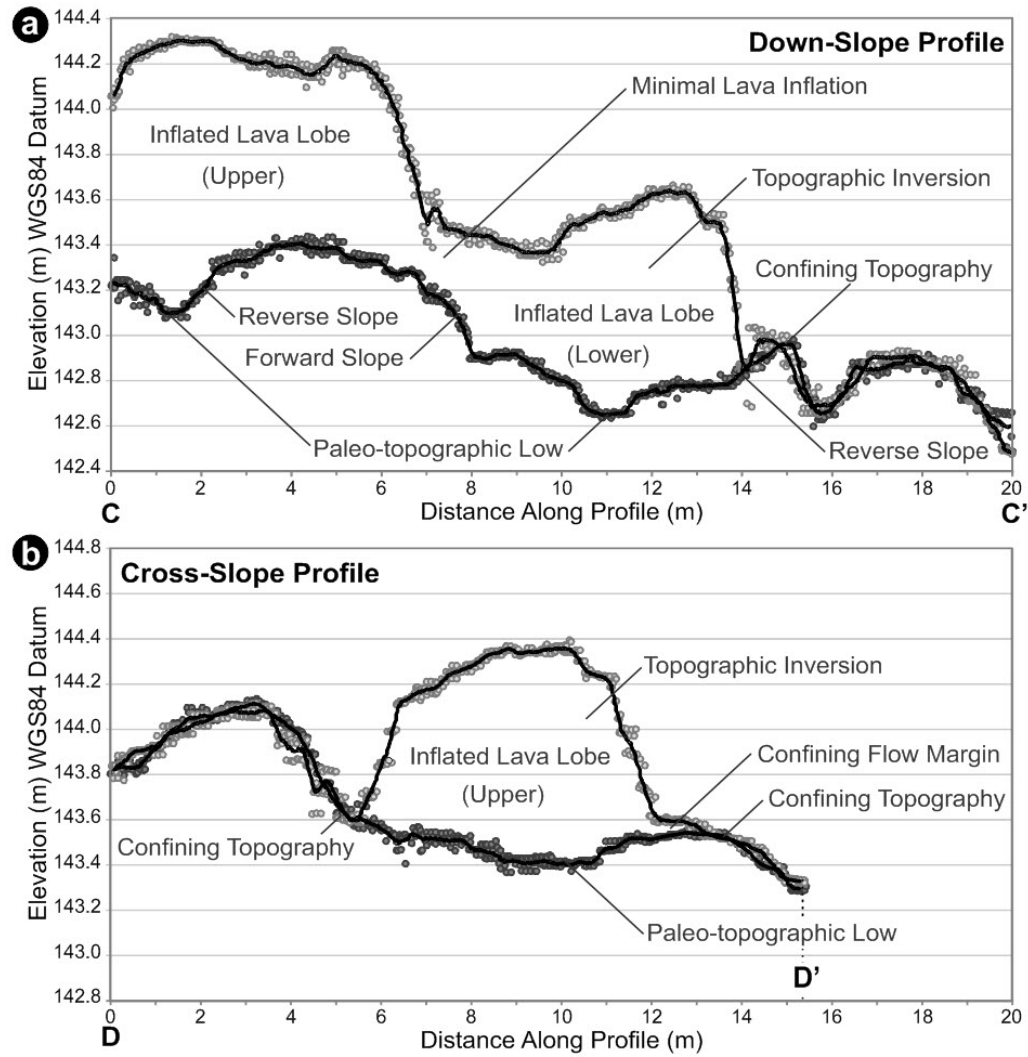 a
Down-Slope Profile
Elevation (m) WGS84 Datum
144.4
144.2
144.0
143.8
143.6
143.4
143.2
143.0
142.8
142.6
142.4
Minimal Lava Inflation
Inflated Lava Lobe
(Upper)
Topographic Inversion
Confining Topography
Reverse Slope
Forward Slope
Inflated Lava Lobe
(Lower)
Paleo-topographic Low
Reverse Slope
0 2 4 6 8 10 12 14 16 18 20
C Distance Along Profile (m) C'
b
Cross-Slope Profile
Elevation (m) WGS84 Datum
144.8
144.6
144.4
144.2
144.0
143.8
143.6
143.4
143.2
143.0
142.8
Topographic Inversion
Inflated Lava Lobe
(Upper)
Confining Flow Margin
Confining Topography
Confining Topography
Paleo-topographic Low
D'
0 2 4 6 8 10 12 14 16 18 20
D Distance Along Profile (m)